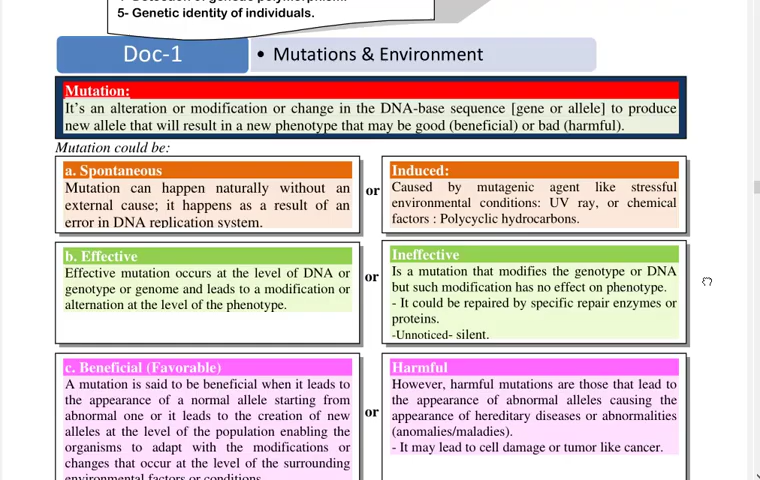 5- Genetic identity of individuals.
Doc-1
• Mutations & Environment
Mutation:
It's an alteration or modification or change in the DNA-base sequence [gene or allele] to produce
new allele that will result in a new phenotype that may be good (beneficial) or bad (harmful).
Mutation could be:
a. Spontaneous
Mutation can happen naturally without an
external cause; it happens as a result of an
error in DNA replication system.
or
Induced:
Caused by mutagenic agent like stressful
environmental conditions: UV ray, or chemical
factors : Polycyclic hydrocarbons.
b. Effective
Effective mutation occurs at the level of DNA or
genotype or genome and leads to a modification or
alternation at the level of the phenotype.
or
Ineffective
Is a mutation that modifies the genotype or DNA
but such modification has no effect on phenotype.
- It could be repaired by specific repair enzymes or
proteins.
-Unnoticed- silent.
c. Beneficial (Favorable)
A mutation is said to be beneficial when it leads to
the appearance of a normal allele starting from
abnormal one or it leads to the creation of new
alleles at the level of the population enabling the
organisms to adapt with the modifications or
changes that occur at the level of the surrounding
environmental factors or conditions
or
Harmful
However, harmful mutations are those that lead to
the appearance of abnormal alleles causing the
appearance of hereditary diseases or abnormalities
(anomalies/maladies).
- It may lead to cell damage or tumor like cancer.